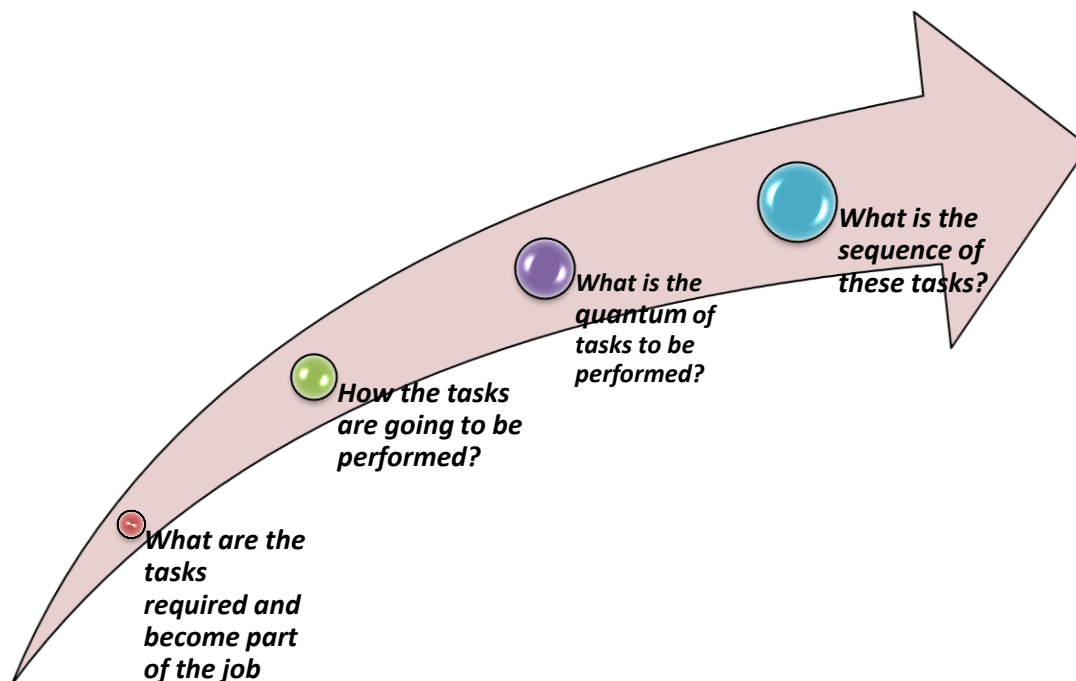 What are the
tasks
required and
become part
of the job
How the tasks
are going to be
performed?
What is the
quantum of
tasks to be
performed?
What is the
sequence of
these tasks?